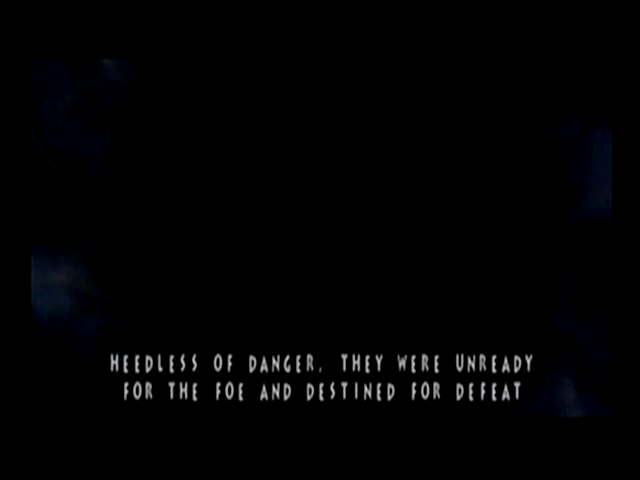 HEEDLESS OF DANGER, THEY WERE UNREADY
FOR THE FOE AND DESTINED FOR DEFEAT